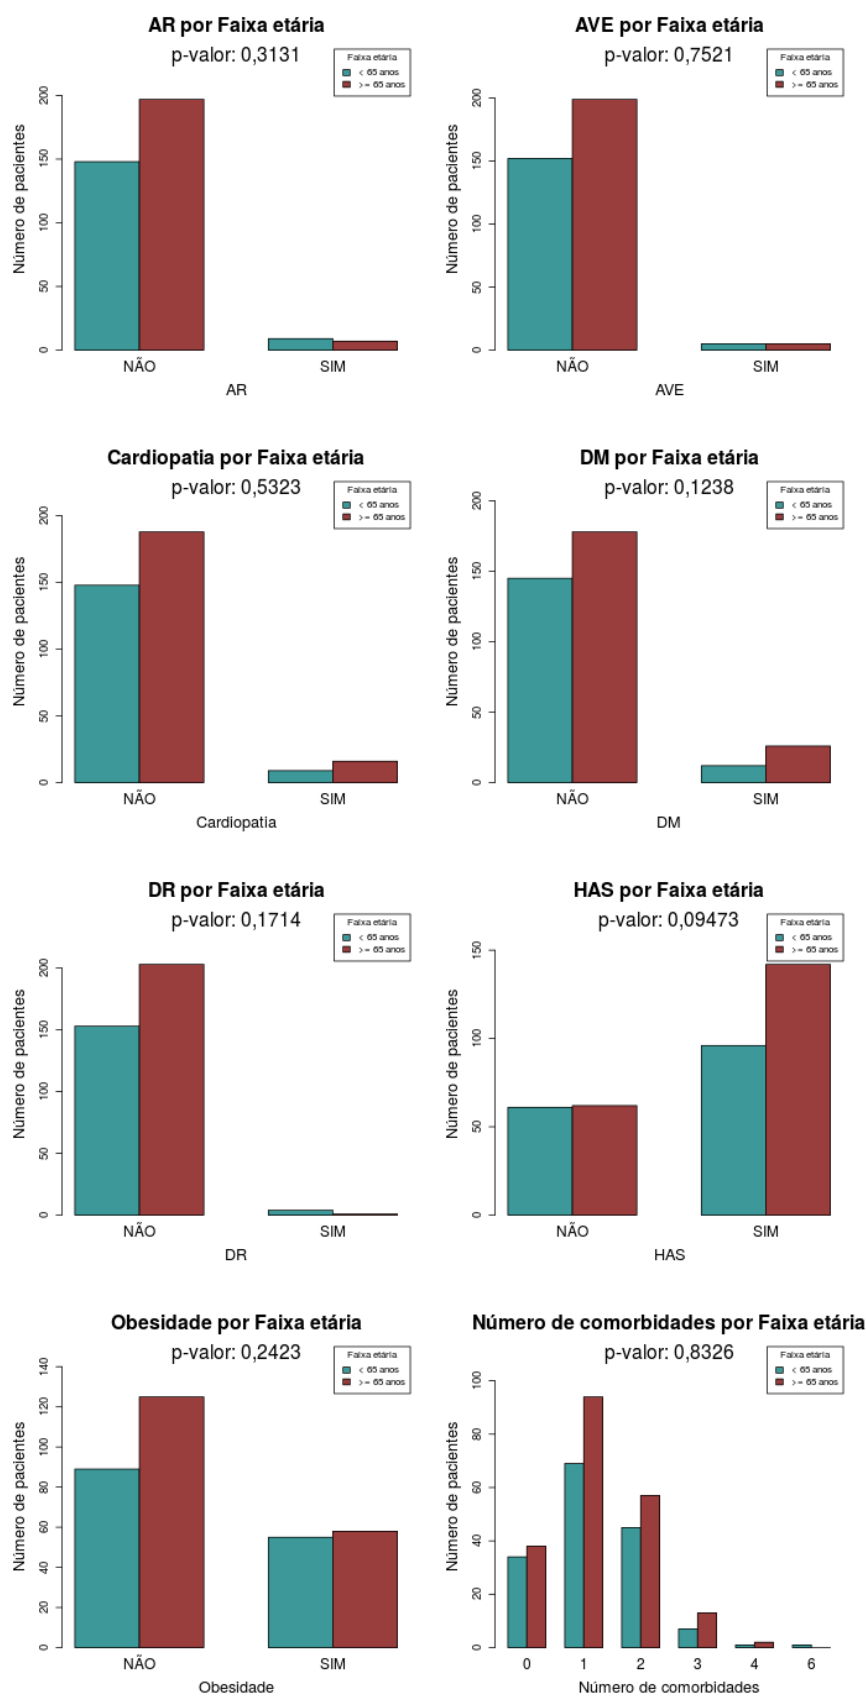 AR por Faixa etária
p-valor: 0,3131
Faixa etária
< 65 anos
>= 65 anos
Número de pacientes
0
50
100
150
200
NÃO
SIM
AR
AVE por Faixa etária
p-valor: 0,7521
Faixa etária
< 65 anos
>= 65 anos
Número de pacientes
0
50
100
150
200
NÃO
SIM
AVE
Cardiopatia por Faixa etária
p-valor: 0,5323
Faixa etária
< 65 anos
>= 65 anos
Número de pacientes
0
50
100
150
200
NÃO
SIM
Cardiopatia
DM por Faixa etária
p-valor: 0,1238
Faixa etária
< 65 anos
>= 65 anos
Número de pacientes
0
50
100
150
200
NÃO
SIM
DM
DR por Faixa etária
p-valor: 0,1714
Faixa etária
< 65 anos
>= 65 anos
Número de pacientes
0
50
100
150
200
NÃO
SIM
DR
HAS por Faixa etária
p-valor: 0,09473
Faixa etária
< 65 anos
>= 65 anos
Número de pacientes
0
50
100
150
NÃO
SIM
HAS
Obesidade por Faixa etária
p-valor: 0,2423
Faixa etária
< 65 anos
>= 65 anos
Número de pacientes
0
20
40
60
80
100
120
140
NÃO
SIM
Obesidade
Número de comorbidades por Faixa etária
p-valor: 0,8326
Faixa etária
< 65 anos
>= 65 anos
Número de pacientes
0
20
40
60
80
100
0
1
2
3
4
6
Número de comorbidades